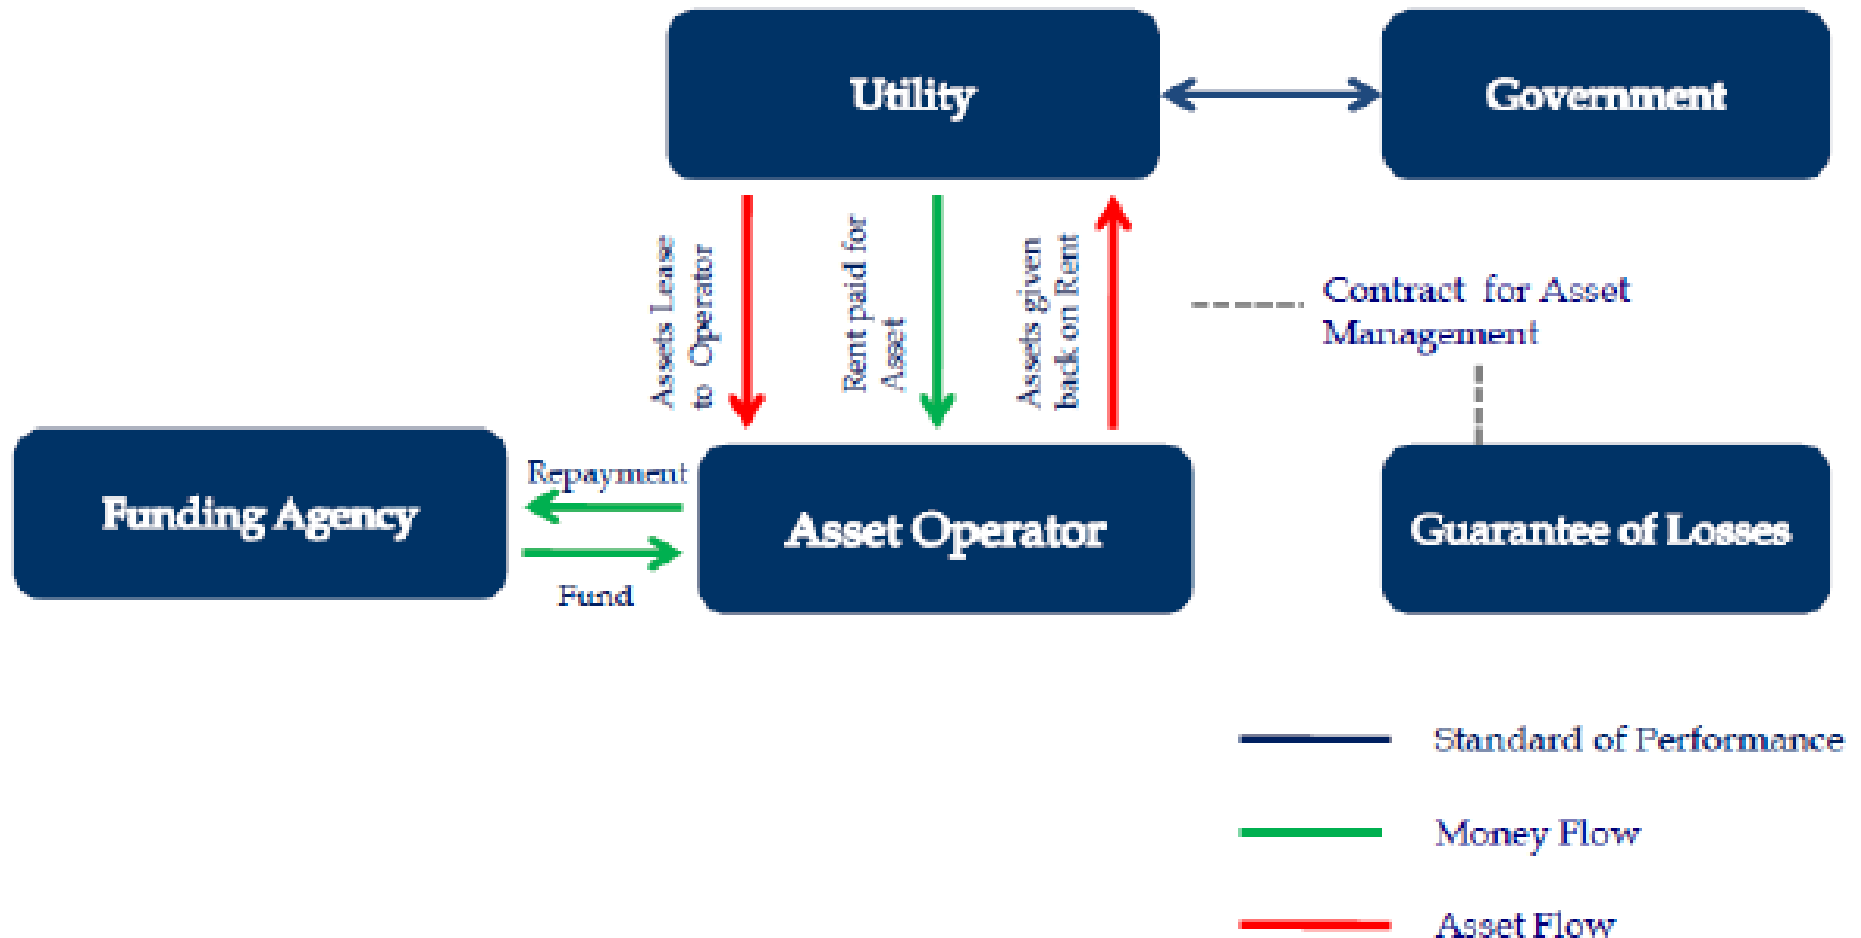 Utility
Government
Assets Lease
to Operator
Rent paid for
Asset
Assets given
back on Rent
Contract for Asset
Management
Funding Agency
Repayment
Fund
Asset Operator
Guarantee of Losses
Standard of Performance
Money Flow
Asset Flow